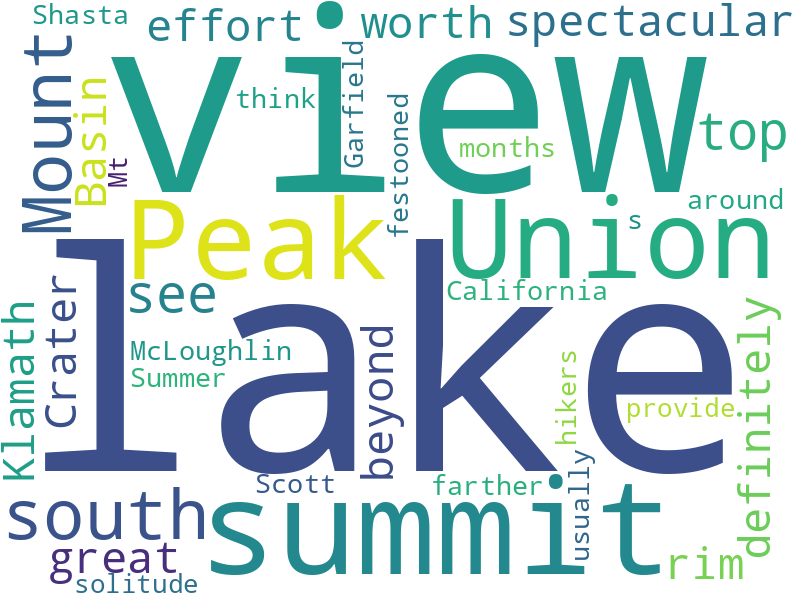 Shasta
effort
worth
spectacular
view
Mount
Basin
Mt
think
Garfield
festooned
months
top
around
s
Peak
Union
see
California
Klamath
Crater
lake
McLoughlin
Summer
beyond
hikers
provide
definitely
south
Scott
summit
farther
usually
great
solitude
rim